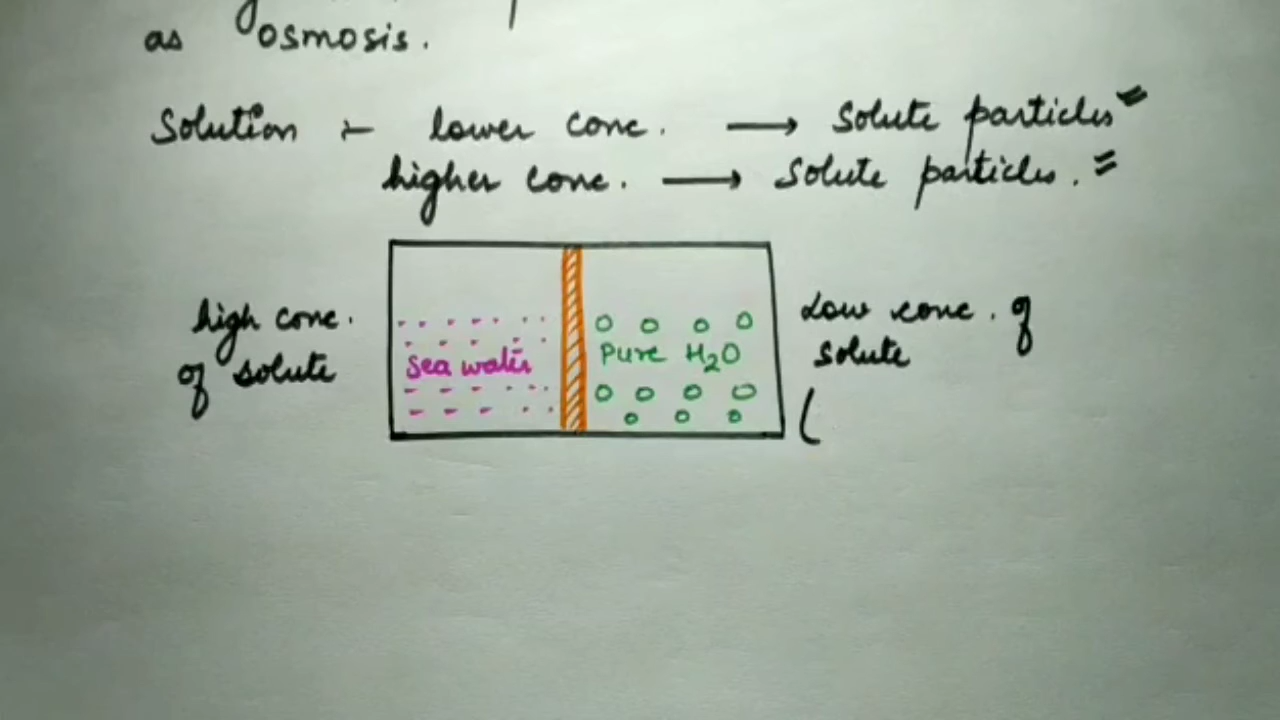 as osmosis.
Solution :- lower conc. → solute particles
higher conc. → solute particles.
high conc.
of solute
Sea water
Pure H2O
Low conc. of
solute
(